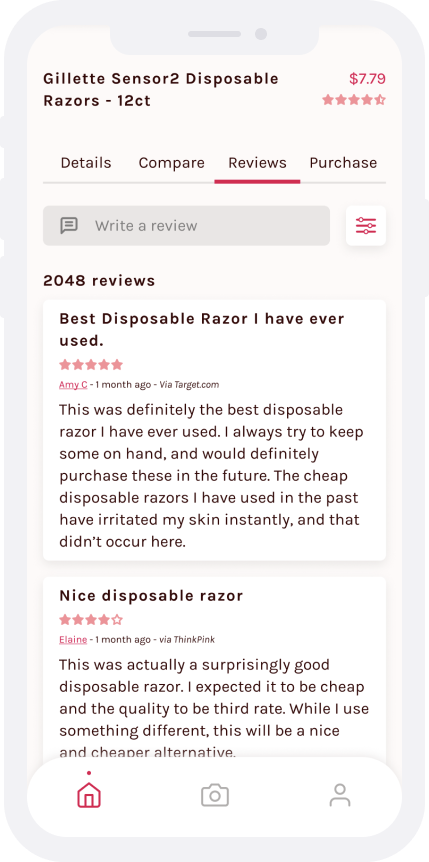 Gillette Sensor2 Disposable
Razors - 12ct
$7.79
Details Compare Reviews Purchase
Write a review
2048 reviews
Best Disposable Razor I have ever
used.
Amy C - 1 month ago - Via Target.com
This was definitely the best disposable
razor I have ever used. I always try to keep
some on hand, and would definitely
purchase these in the future. The cheap
disposable razors I have used in the past
have irritated my skin instantly, and that
didn’t occur here.
Nice disposable razor
Elaine - 1 month ago - via ThinkPink
This was actually a surprisingly good
disposable razor. I expected it to be cheap
and the quality to be third rate. While I use
something different, this will be a nice
and cheaper alternative.